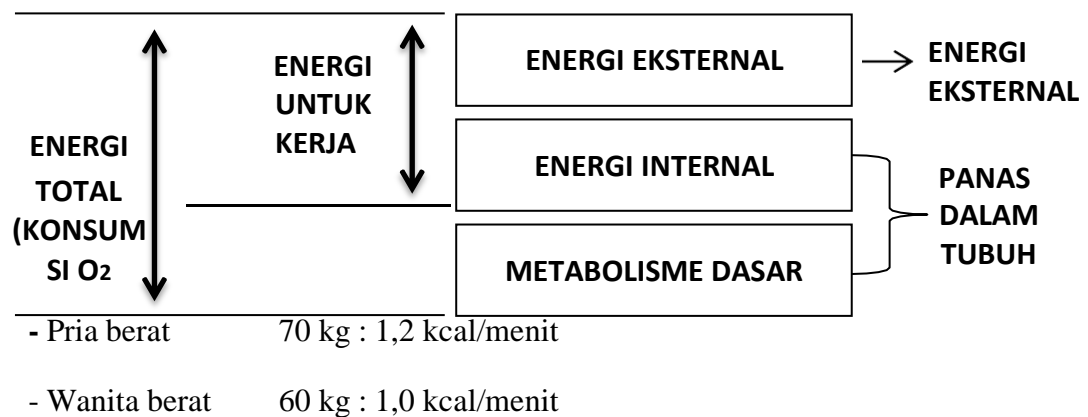 ENERGI
TOTAL
(KONSUM
SI O2
ENERGI
UNTUK
KERJA
ENERGI EKSTERNAL
ENERGI INTERNAL
METABOLISME DASAR
ENERGI
EKSTERNAL
PANAS
DALAM
TUBUH
- Pria berat 70 kg : 1,2 kcal/menit
- Wanita berat 60 kg : 1,0 kcal/menit